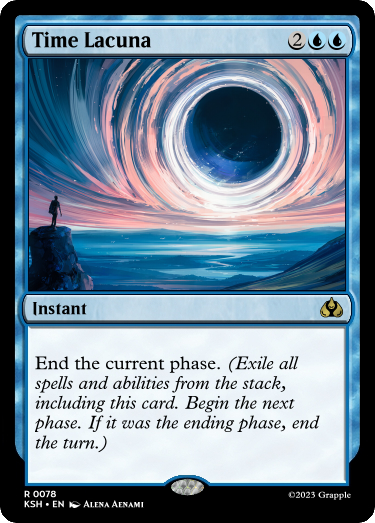 Time Lacuna 2
Instant
End the current phase. (Exile all
spells and abilities from the stack,
including this card. Begin the next
phase. If it was the ending phase, end
the turn.)
R 0078
KSH • EN Alena Aenami
©2023 Grapple